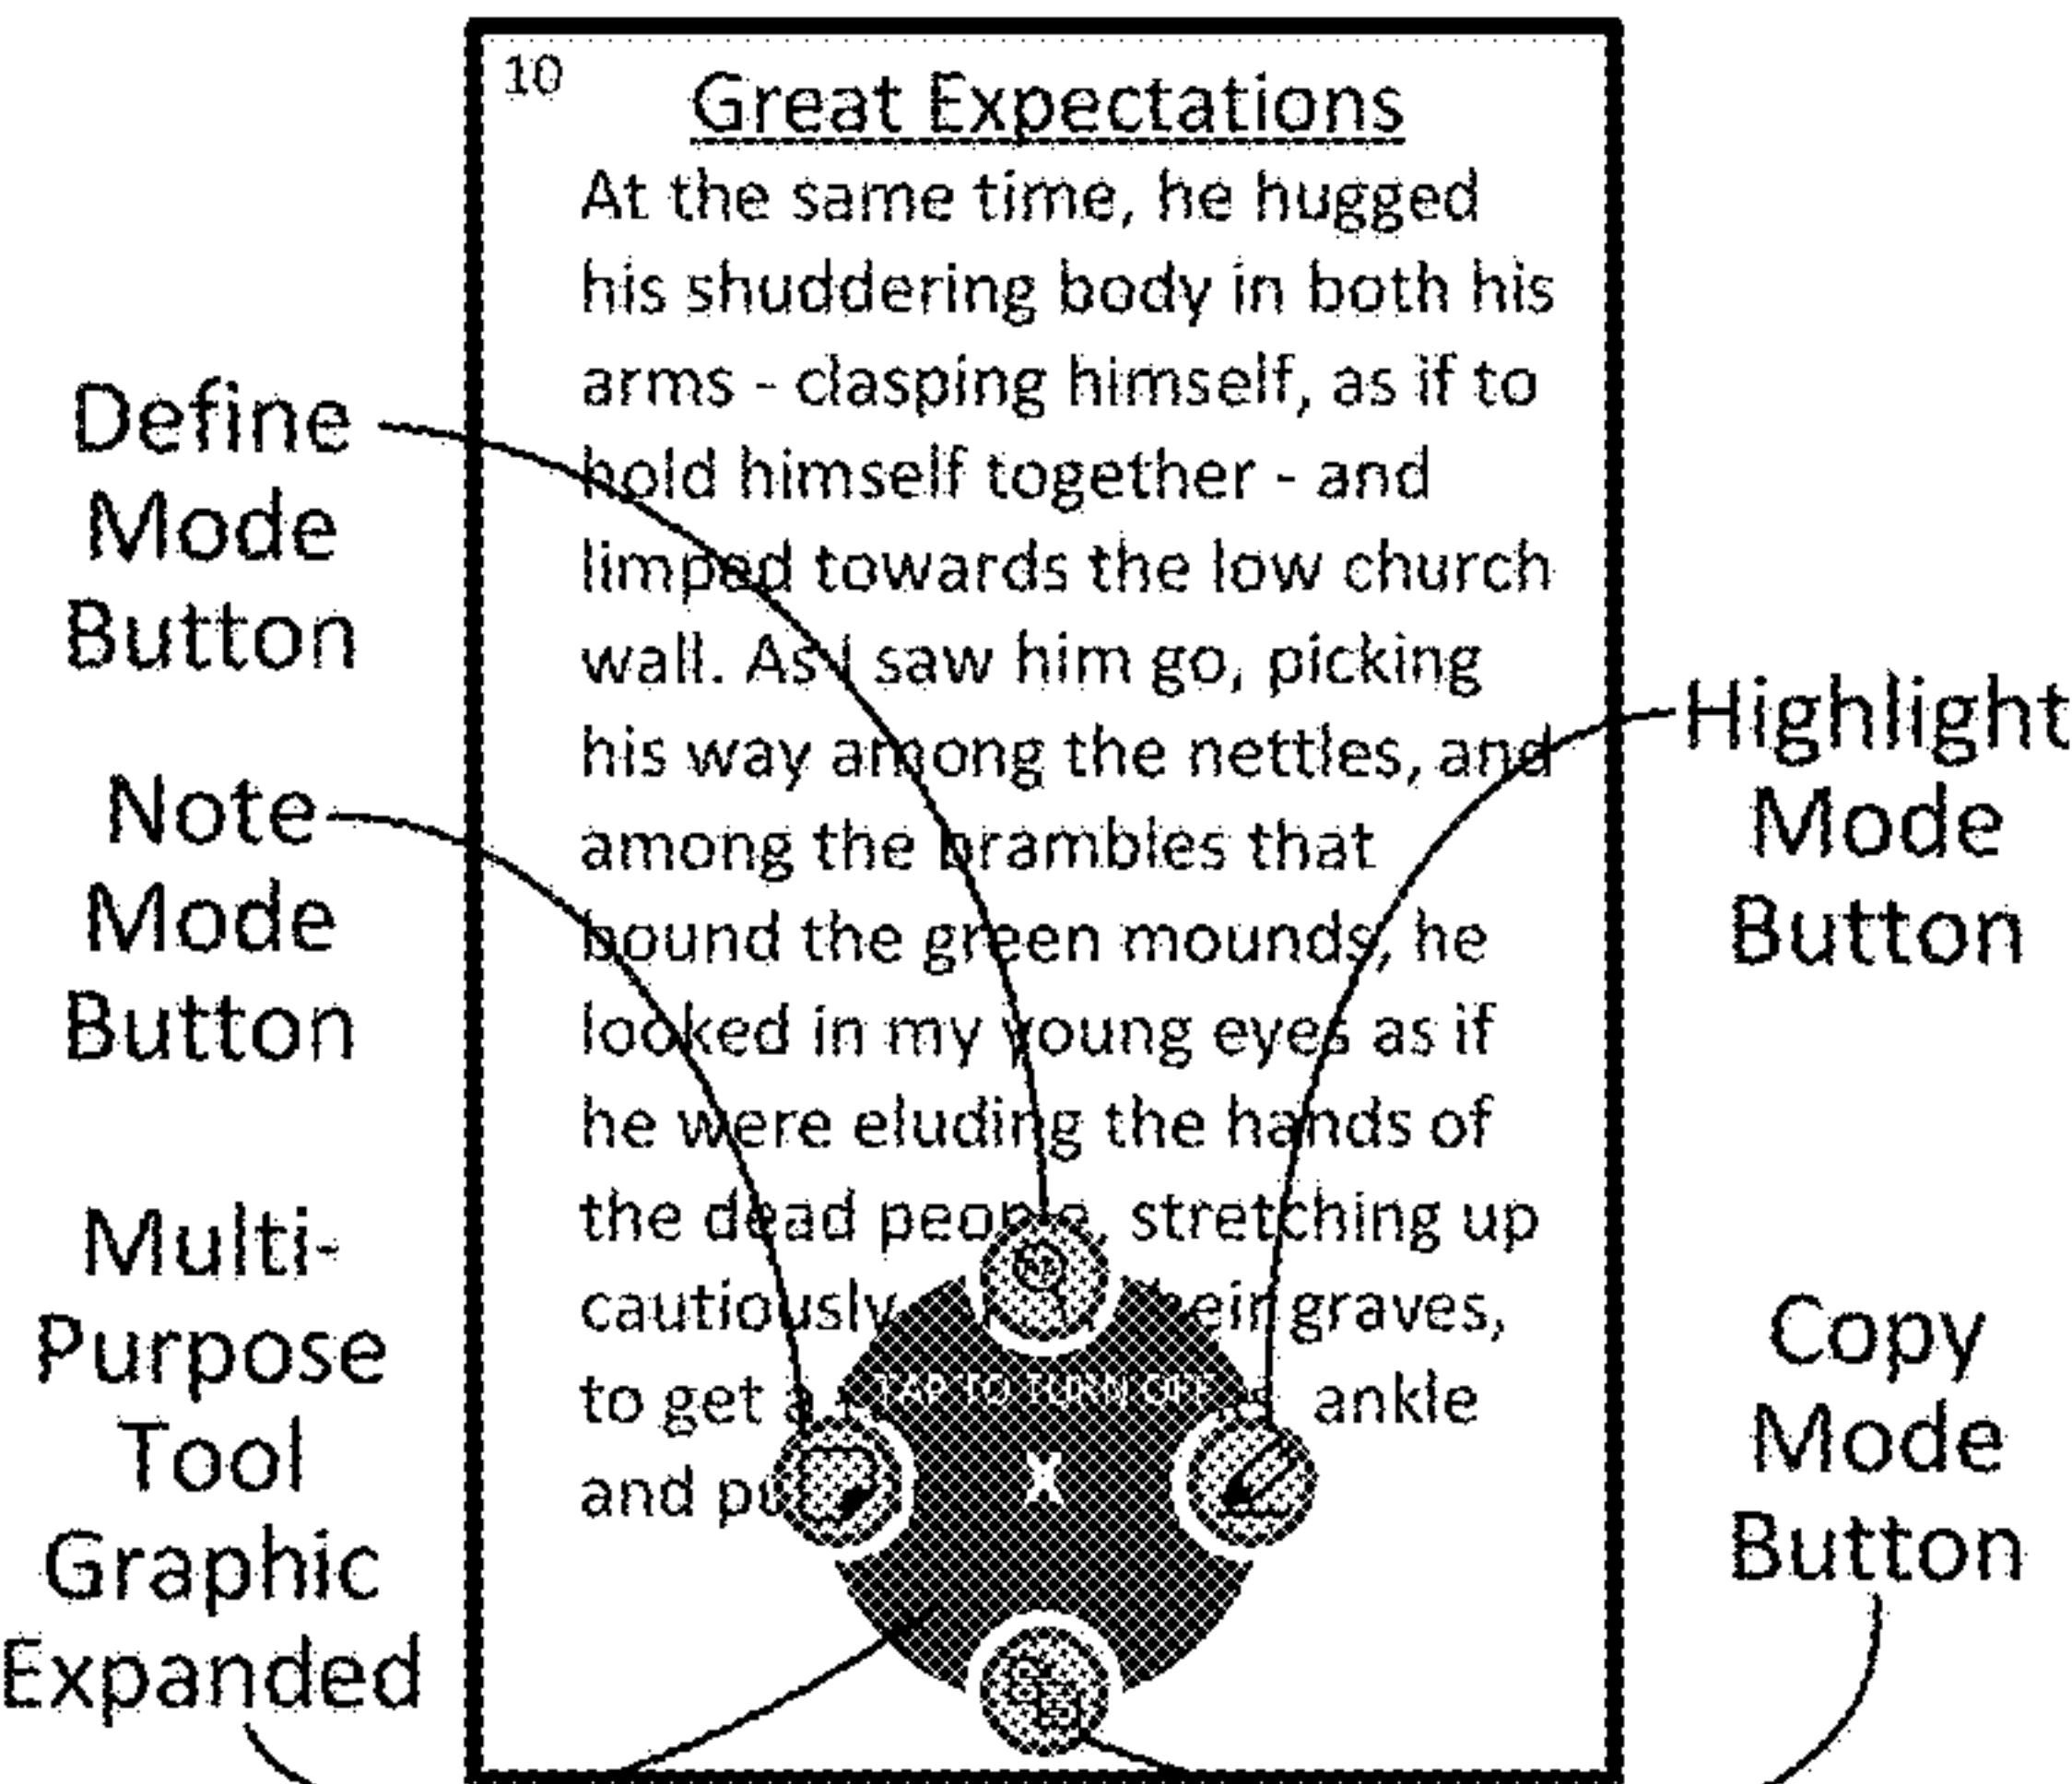 10
Great Expectations
At the same time, he hugged
his shuddering body in both his
arms - clasping himself, as if to
hold himself together - and
limped towards the low church
wall. As I saw him go, picking
his way among the nettles, and
among the brambles that
bound the green mounds, he
looked in my young eyes as if
he were eluding the hands of
the dead people, stretching up
cautiously graves,
to get a ankle
and
TAP TO TURN OFF
X
Define
Mode
Button
Note
Mode
Button
Multi-
Purpose
Tool
Graphic
Expanded
Highlight
Mode
Button
Copy
Mode
Button